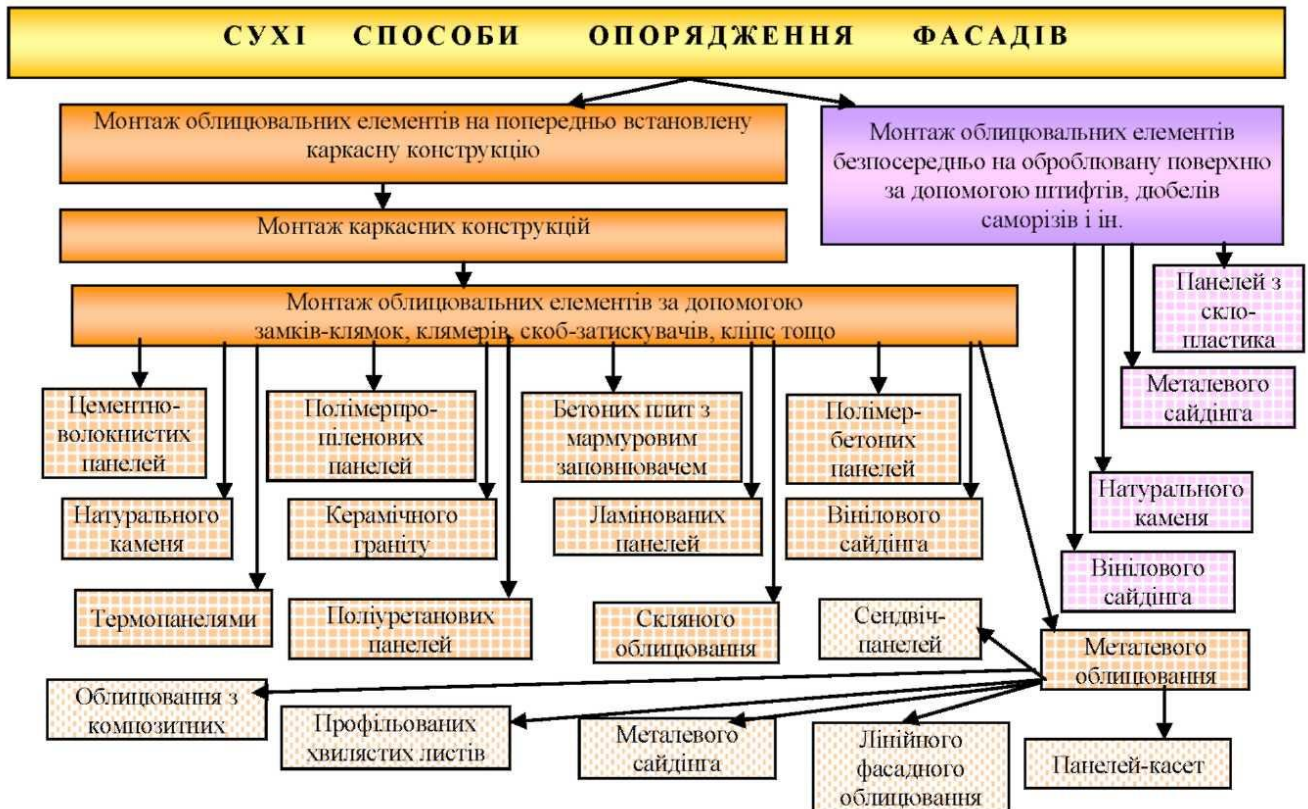 СУХІ СПОСОБИ ОПОРЯДЖЕННЯ ФАСАДІВ
Монтаж облицювальних елементів на попередньо встановлену
каркасну конструкцію
Монтаж облицювальних елементів
безпосередньо на оброблювану поверхню
за допомогою штифтів, дюбелів
саморізів і ін.
Монтаж каркасних конструкцій
Монтаж облицювальних елементів за допомогою
замків-клямок, клямерів, скоб-затискувачів, кліпс тощо
Панелей з
скло-
пластика
Металевого
сайдінга
Цементно-
волокнистих
панелей
Полімерпро-
піленових
панелей
Бетоних плит з
мармуровим
заповнювачем
Полімер-
бетоних
панелей
Натурального
каменя
Керамічного
граніту
Ламінованих
панелей
Вінілового
сайдінга
Натурального
каменя
Вінілового
сайдінга
Термопанелями
Поліуретанових
панелей
Скляного
облицювання
Сендвіч-
панелей
Металевого
облицювання
Облицювання з
композитних
Профільованих
хвилястих листів
Металевого
сайдінга
Лінійного
фасадного
облицювання
Панелей-касет